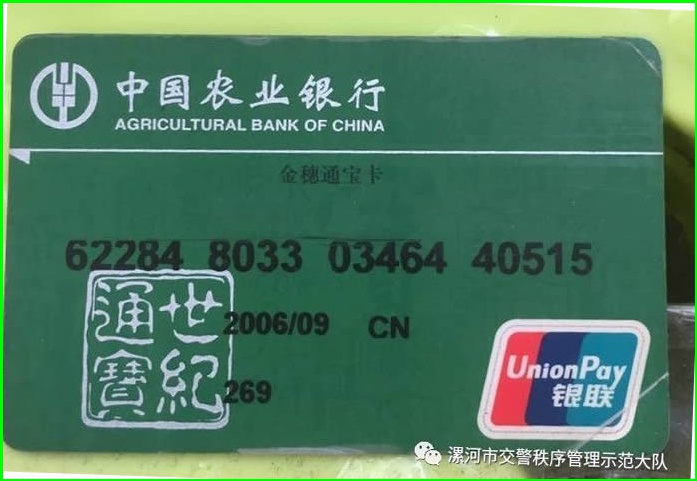 中国农业银行
AGRICULTURAL BANK OF CHINA
金穗通宝卡
62284 8033 03464 40515
世紀
通寶
2006/09 CN
269
UnionPay
银联
漯河市交警秩序管理示范大队